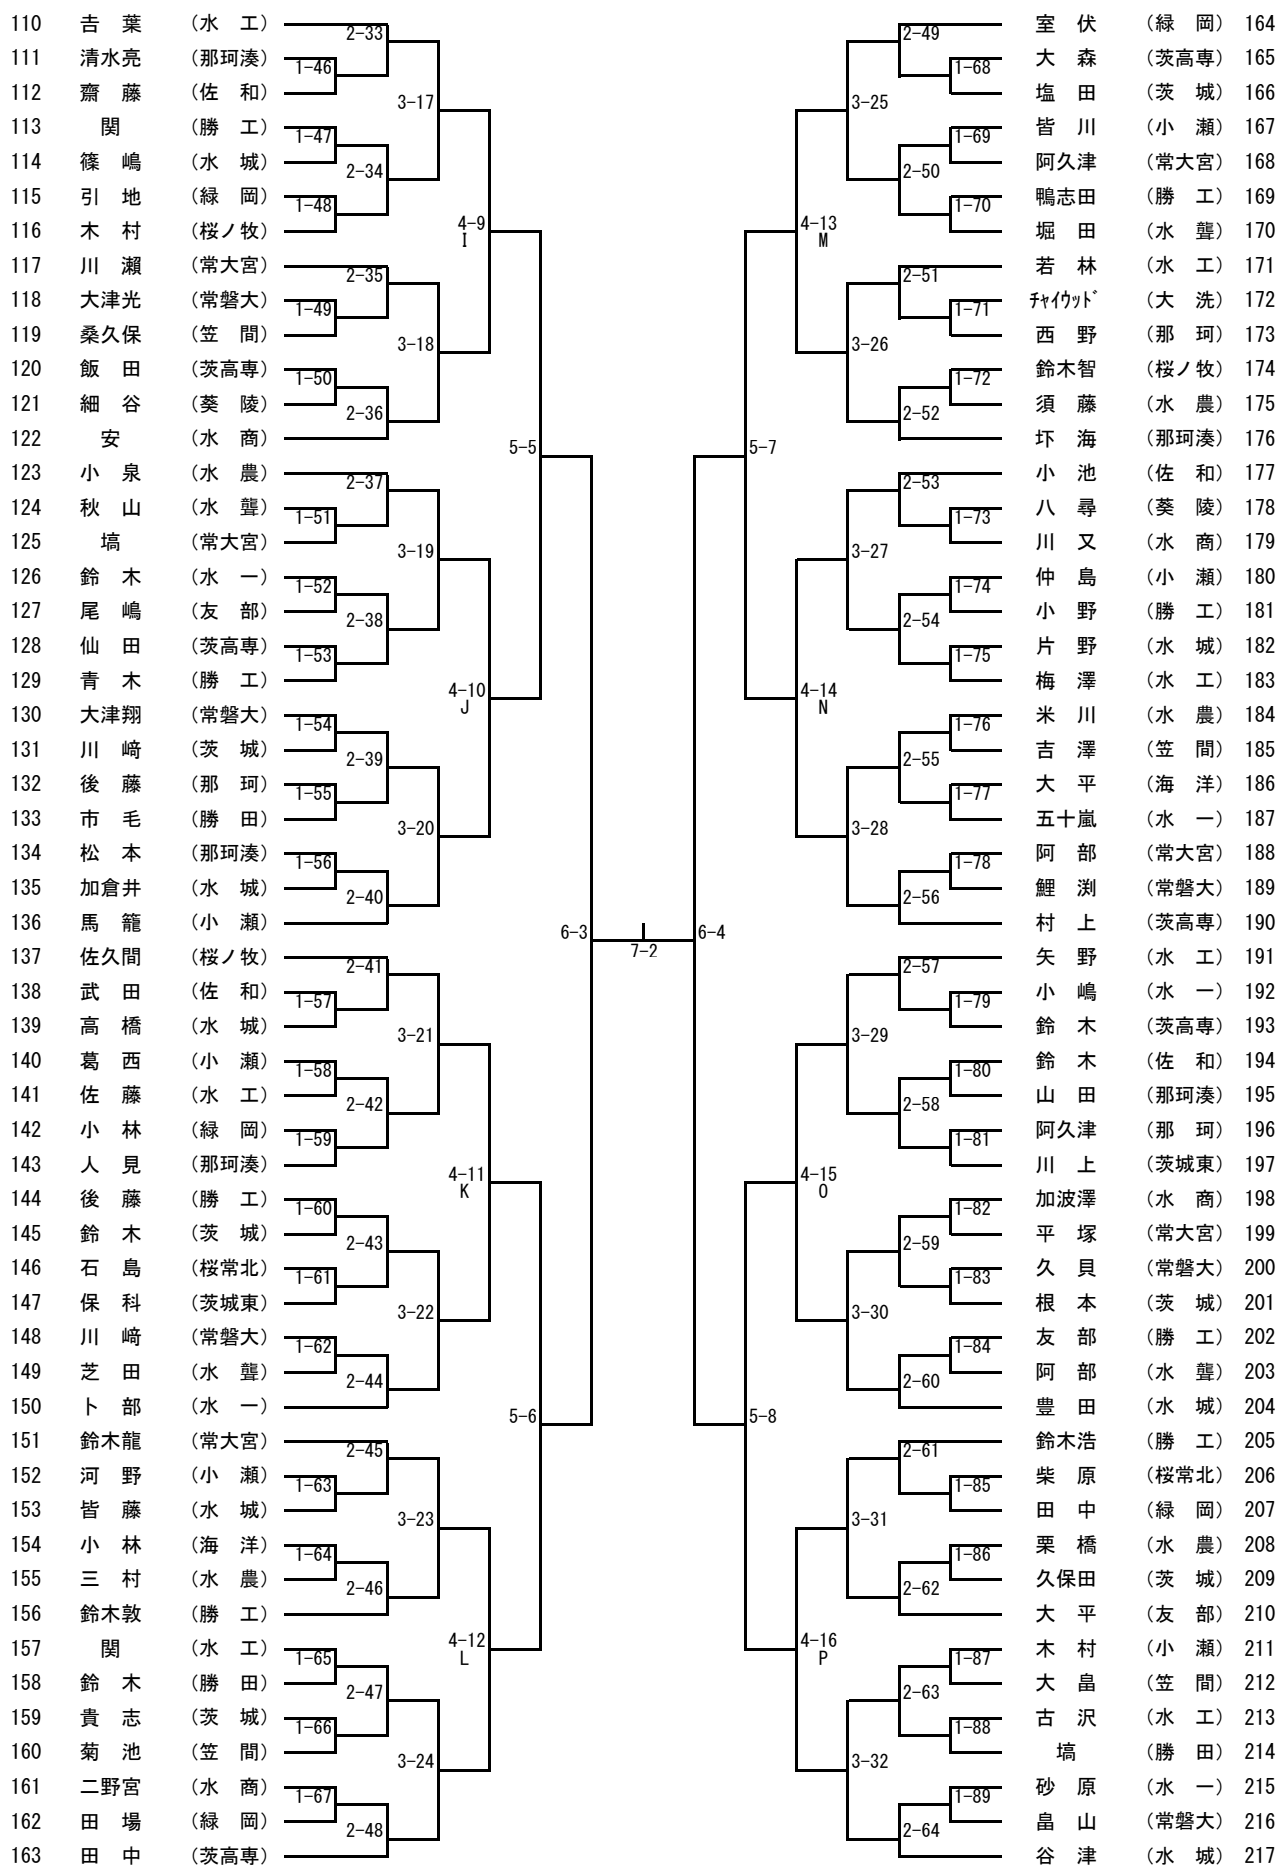 110 吉 葉 （水 工） 2-33 2-49 室 伏 （緑 岡） 164
111 清水亮 （那珂湊） 1-46 1-68 大 森 （茨高専） 165
112 齋 藤 （佐 和） 3-17 3-25 塩 田 （茨 城） 166
113 関 （勝 工） 1-47 1-69 皆 川 （小 瀬） 167
114 篠 嶋 （水 城） 2-34 2-50 阿久津 （常大宮） 168
115 引 地 （緑 岡） 1-48 1-70 鴨志田 （勝 工） 169
116 木 村 （桜ノ牧） 4-9 I 4-13 M 堀 田 （水 聾） 170
117 川 瀬 （常大宮） 2-35 2-51 若 林 （水 工） 171
118 大津光 （常磐大） 1-49 1-71 ﾁｬｲｳｯﾄﾞ （大 洗） 172
119 桑久保 （笠 間） 3-18 3-26 西 野 （那 珂） 173
120 飯 田 （茨高専） 1-50 1-72 鈴木智 （桜ノ牧） 174
121 細 谷 （葵 陵） 2-36 2-52 須 藤 （水 農） 175
122 安 （水 商） 5-5 5-7 圷 海 （那珂湊） 176
123 小 泉 （水 農） 2-37 2-53 小 池 （佐 和） 177
124 秋 山 （水 聾） 1-51 1-73 八 尋 （葵 陵） 178
125 塙 （常大宮） 3-19 3-27 川 又 （水 商） 179
126 鈴 木 （水 一） 1-52 1-74 仲 島 （小 瀬） 180
127 尾 嶋 （友 部） 2-38 2-54 小 野 （勝 工） 181
128 仙 田 （茨高専） 1-53 1-75 片 野 （水 城） 182
129 青 木 （勝 工） 4-10 J 4-14 N 梅 澤 （水 工） 183
130 大津翔 （常磐大） 1-54 1-76 米 川 （水 農） 184
131 川 﨑 （茨 城） 2-39 2-55 吉 澤 （笠 間） 185
132 後 藤 （那 珂） 1-55 1-77 大 平 （海 洋） 186
133 市 毛 （勝 田） 3-20 3-28 五十嵐 （水 一） 187
134 松 本 （那珂湊） 1-56 1-78 阿 部 （常大宮） 188
135 加倉井 （水 城） 2-40 2-56 鯉 渕 （常磐大） 189
136 馬 籠 （小 瀬） 6-3 7-2 6-4 村 上 （茨高専） 190
137 佐久間 （桜ノ牧） 2-41 2-57 矢 野 （水 工） 191
138 武 田 （佐 和） 1-57 1-79 小 嶋 （水 一） 192
139 高 橋 （水 城） 3-21 3-29 鈴 木 （茨高専） 193
140 葛 西 （小 瀬） 1-58 1-80 鈴 木 （佐 和） 194
141 佐 藤 （水 工） 2-42 2-58 山 田 （那珂湊） 195
142 小 林 （緑 岡） 1-59 1-81 阿久津 （那 珂） 196
143 人 見 （那珂湊） 4-11 K 4-15 O 川 上 （茨城東） 197
144 後 藤 （勝 工） 1-60 1-82 加波澤 （水 商） 198
145 鈴 木 （茨 城） 2-43 2-59 平 塚 （常大宮） 199
146 石 島 （桜常北） 1-61 1-83 久 貝 （常磐大） 200
147 保 科 （茨城東） 3-22 3-30 根 本 （茨 城） 201
148 川 﨑 （常磐大） 1-62 1-84 友 部 （勝 工） 202
149 芝 田 （水 聾） 2-44 2-60 阿 部 （水 聾） 203
150 卜 部 （水 一） 5-6 5-8 豊 田 （水 城） 204
151 鈴木龍 （常大宮） 2-45 2-61 鈴木浩 （勝 工） 205
152 河 野 （小 瀬） 1-63 1-85 柴 原 （桜常北） 206
153 皆 藤 （水 城） 3-23 3-31 田 中 （緑 岡） 207
154 小 林 （海 洋） 1-64 1-86 栗 橋 （水 農） 208
155 三 村 （水 農） 2-46 2-62 久保田 （茨 城） 209
156 鈴木敦 （勝 工） 大 平 （友 部） 210
157 関 （水 工） 4-12 L 1-65 1-87 4-16 P 木 村 （小 瀬） 211
158 鈴 木 （勝 田） 2-47 2-63 大 畠 （笠 間） 212
159 貴 志 （茨 城） 1-66 1-88 古 沢 （水 工） 213
160 菊 池 （笠 間） 3-24 3-32 塙 （勝 田） 214
161 二野宮 （水 商） 1-67 1-89 砂 原 （水 一） 215
162 田 場 （緑 岡） 2-48 2-64 畠 山 （常磐大） 216
163 田 中 （茨高専） 谷 津 （水 城） 217